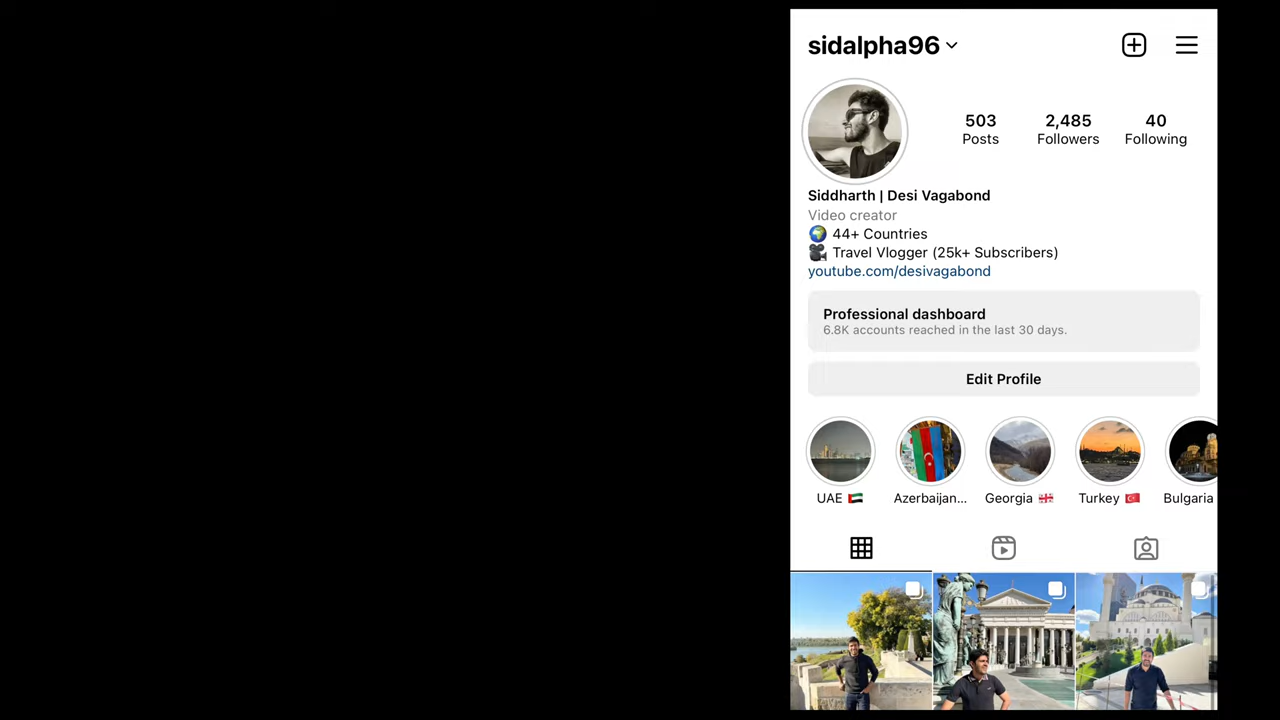 sidalpha96
503 2,485 40
Posts Followers Following
Siddharth | Desi Vagabond
Video creator
🌍 44+ Countries
🎥 Travel Vlogger (25k+ Subscribers)
youtube.com/desivagabond
Professional dashboard
6.8K accounts reached in the last 30 days.
Edit Profile
UAE 🇦🇪 Azerbaijan... Georgia 🇬🇪 Turkey 🇹🇷 Bulgaria